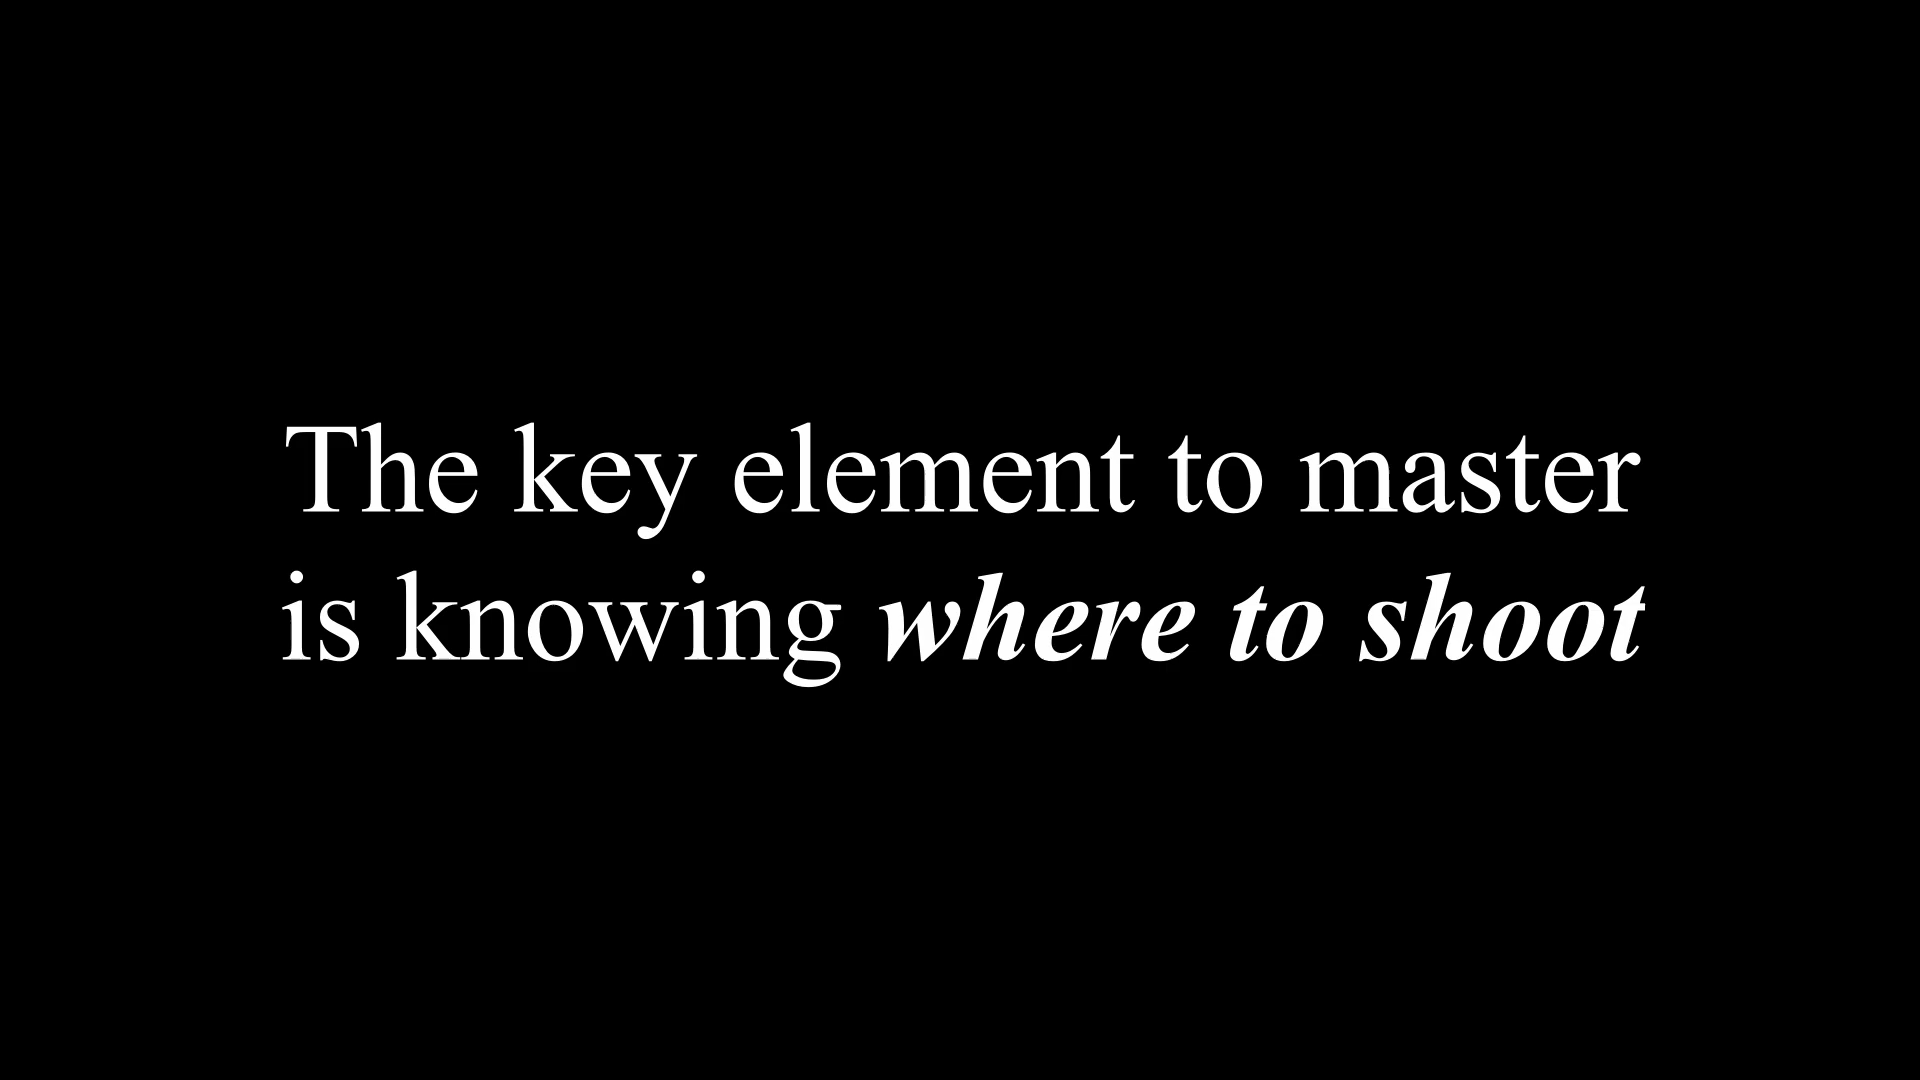 The key element to master
is knowing where to shoot